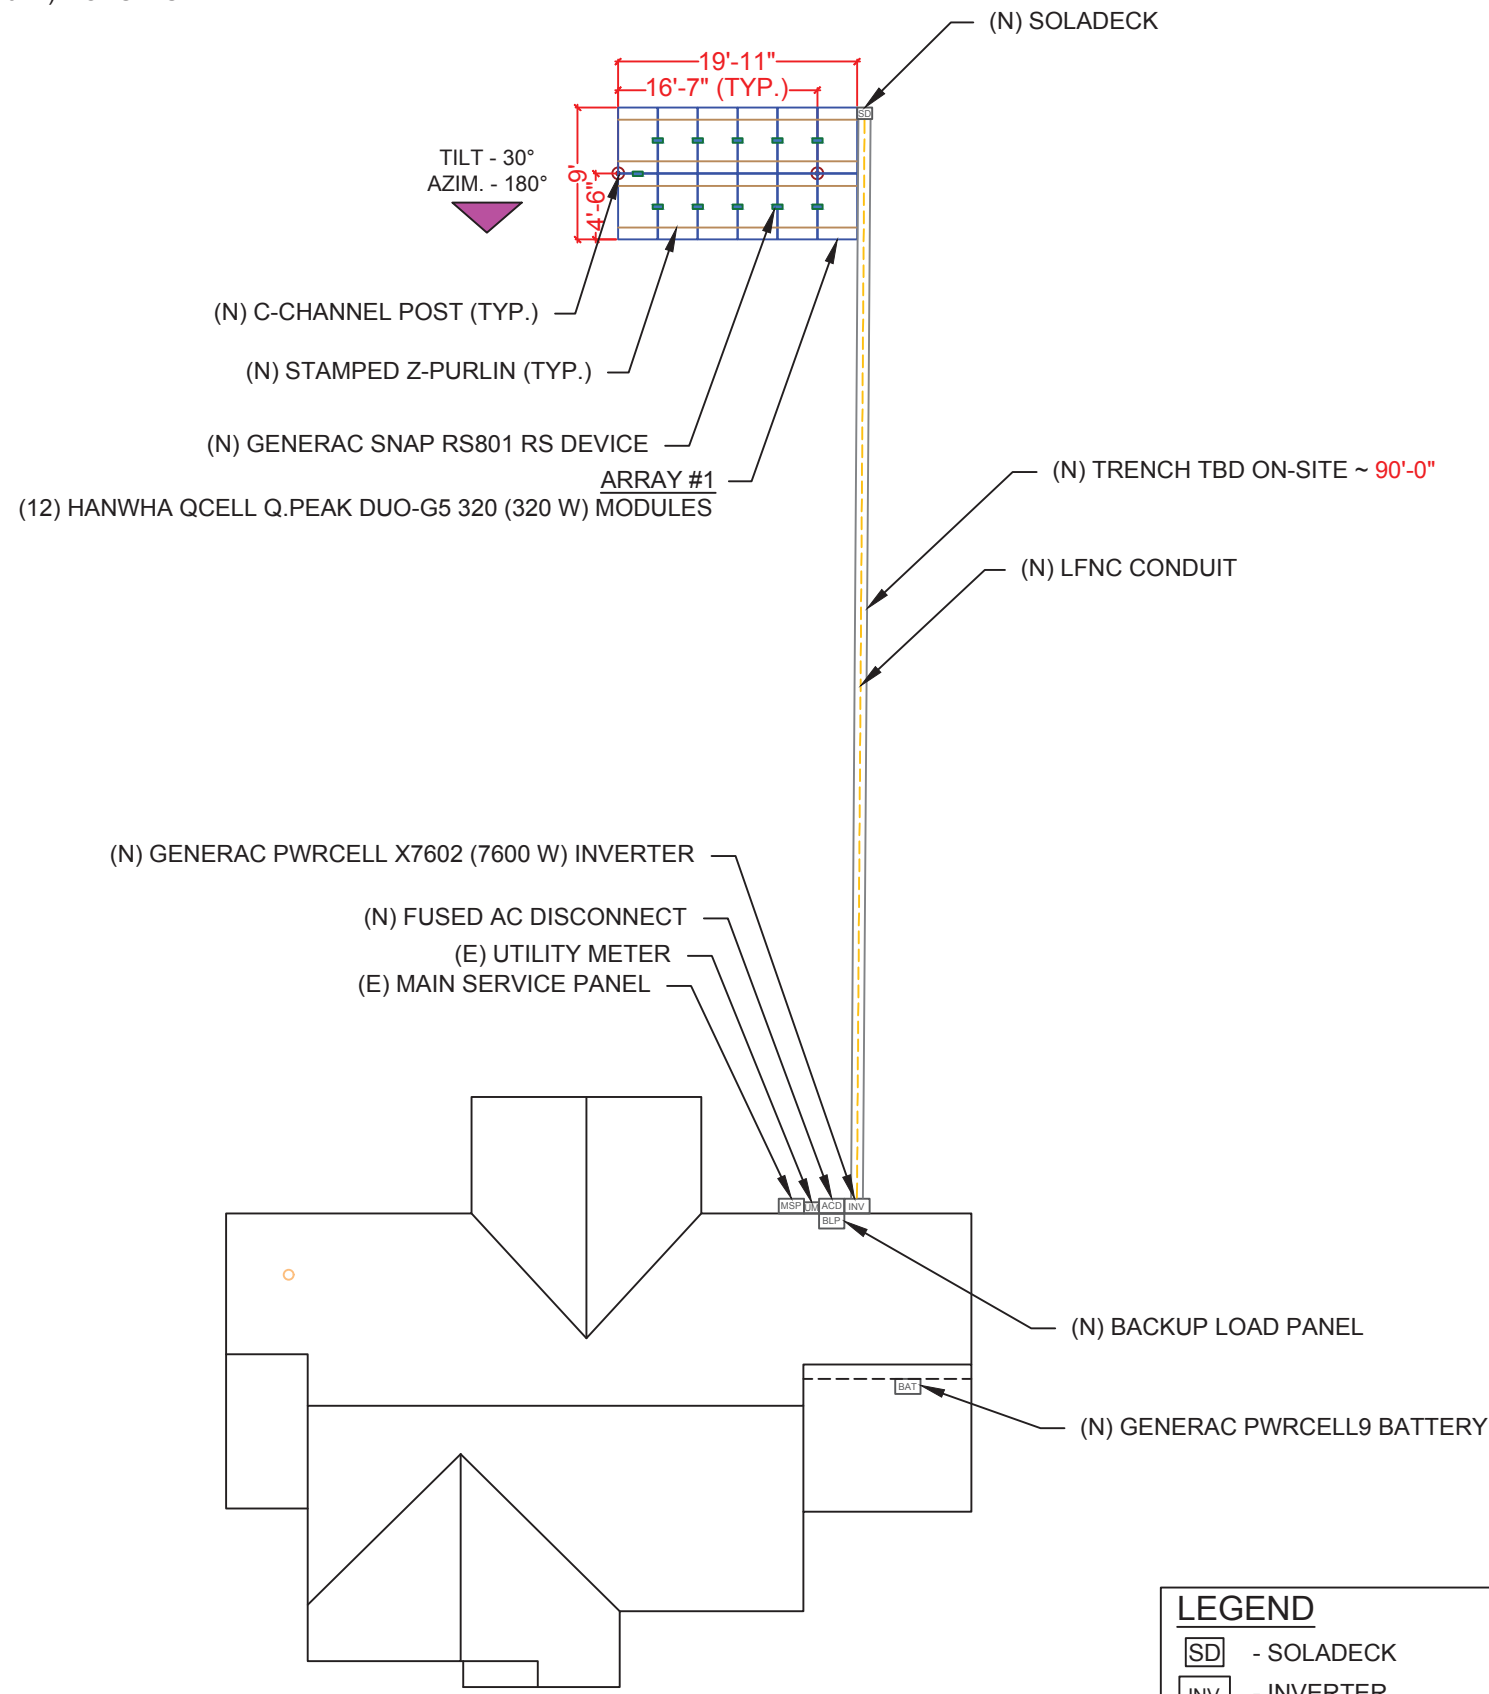 (N) SOLADECK
19'-11"
16'-7" (TYP.)
SD
TILT - 30°
AZIM. - 180°
9'
4'-6"
(N) C-CHANNEL POST (TYP.)
(N) STAMPED Z-PURLIN (TYP.)
(N) GENERAC SNAP RS801 RS DEVICE
ARRAY #1
(12) HANWHA QCELL Q.PEAK DUO-G5 320 (320 W) MODULES
(N) TRENCH TBD ON-SITE ~ 90'-0"
(N) LFNC CONDUIT
(N) GENERAC PWRCELL X7602 (7600 W) INVERTER
(N) FUSED AC DISCONNECT
(E) UTILITY METER
(E) MAIN SERVICE PANEL
MSP UM ACD INV
BLP
(N) BACKUP LOAD PANEL
BAT
(N) GENERAC PWRCELL9 BATTERY
LEGEND
SD - SOLADECK
INV - INVERTER